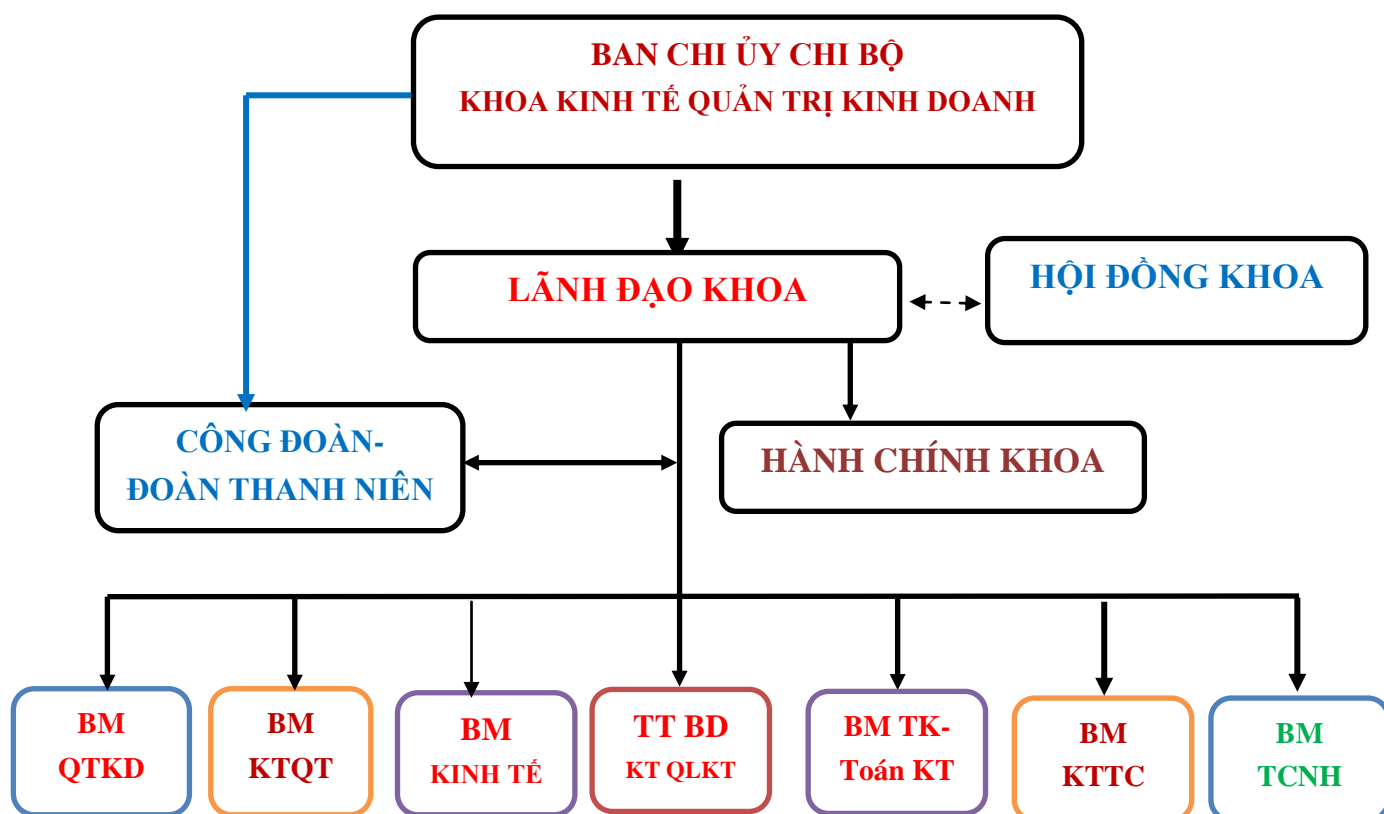 BAN CHI ỦY CHI BỘ
KHOA KINH TẾ QUẢN TRỊ KINH DOANH
LÃNH ĐẠO KHOA
HỘI ĐỒNG KHOA
CÔNG ĐOÀN-
ĐOÀN THANH NIÊN
HÀNH CHÍNH KHOA
BM
QTKD
BM
KTQT
BM
KINH TẾ
TT BD
KT QLKT
BM TK-
Toán KT
BM
KTTC
BM
TCNH